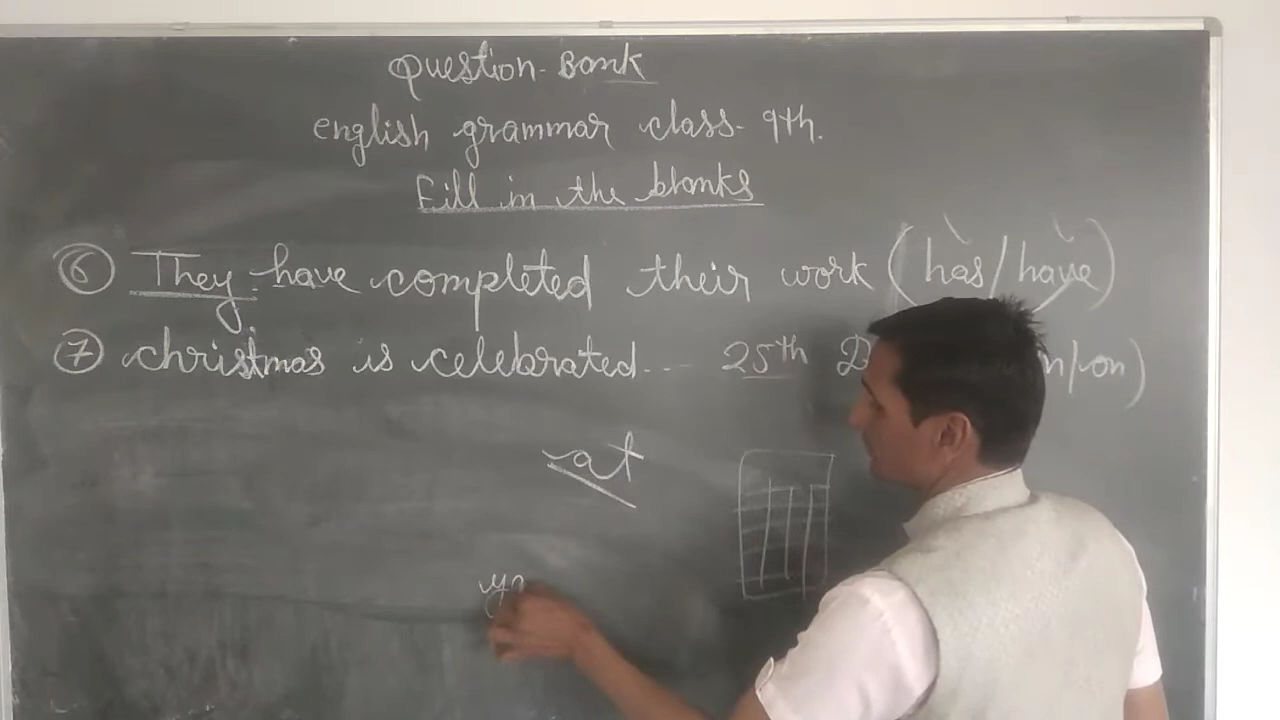 Question-Bank
english grammar class- 9th.
Fill in the blanks
⑥ They have completed their work (has/have)
⑦ christmas is celebrated.... 25th /on)
at